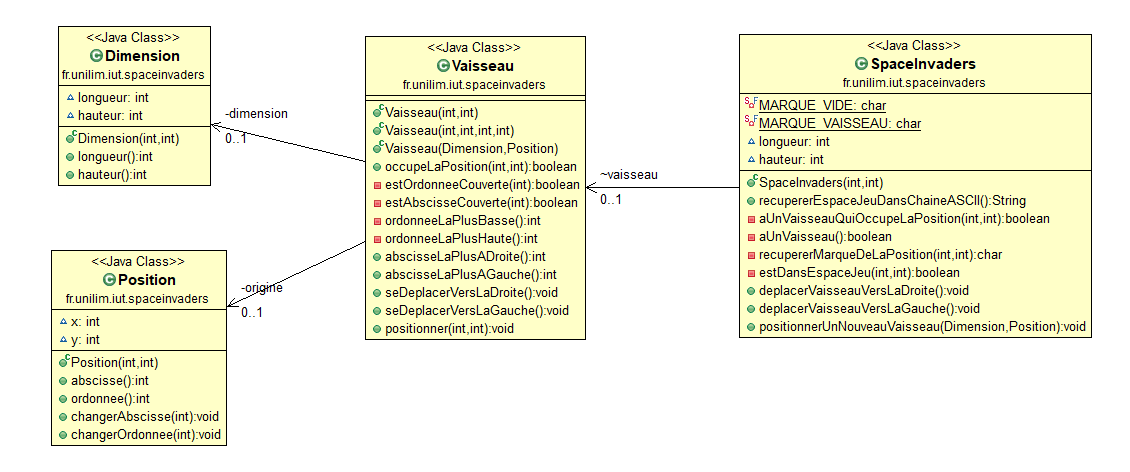 <<Java Class>>
Dimension
fr.unilim.iut.spaceinvaders
longueur: int
hauteur: int
Dimension(int,int)
longueur():int
hauteur():int
-dimension
0..1
<<Java Class>>
Position
fr.unilim.iut.spaceinvaders
x: int
y: int
Position(int,int)
abscisse():int
ordonnee():int
changerAbscisse(int):void
changerOrdonnee(int):void
-origine
0..1
<<Java Class>>
Vaisseau
fr.unilim.iut.spaceinvaders
Vaisseau(int,int)
Vaisseau(int,int,int,int)
Vaisseau(Dimension,Position)
occupeLaPosition(int,int):boolean
estOrdonneeCouverte(int):boolean
estAbscisseCouverte(int):boolean
ordonneeLaPlusBasse():int
ordonneeLaPlusHaute():int
abscisseLaPlusADroite():int
abscisseLaPlusAGauche():int
seDeplacerVersLaDroite():void
seDeplacerVersLaGauche():void
positionner(int,int):void
~vaisseau
0..1
<<Java Class>>
SpaceInvaders
fr.unilim.iut.spaceinvaders
MARQUE_VIDE: char
MARQUE_VAISSEAU: char
longueur: int
hauteur: int
SpaceInvaders(int,int)
recupererEspaceJeuDansChaineASCII():String
aUnVaisseauQuiOccupeLaPosition(int,int):boolean
aUnVaisseau():boolean
recupererMarqueDeLaPosition(int,int):char
estDansEspaceJeu(int,int):boolean
deplacerVaisseauVersLaDroite():void
deplacerVaisseauVersLaGauche():void
positionnerUnNouveauVaisseau(Dimension,Position):void